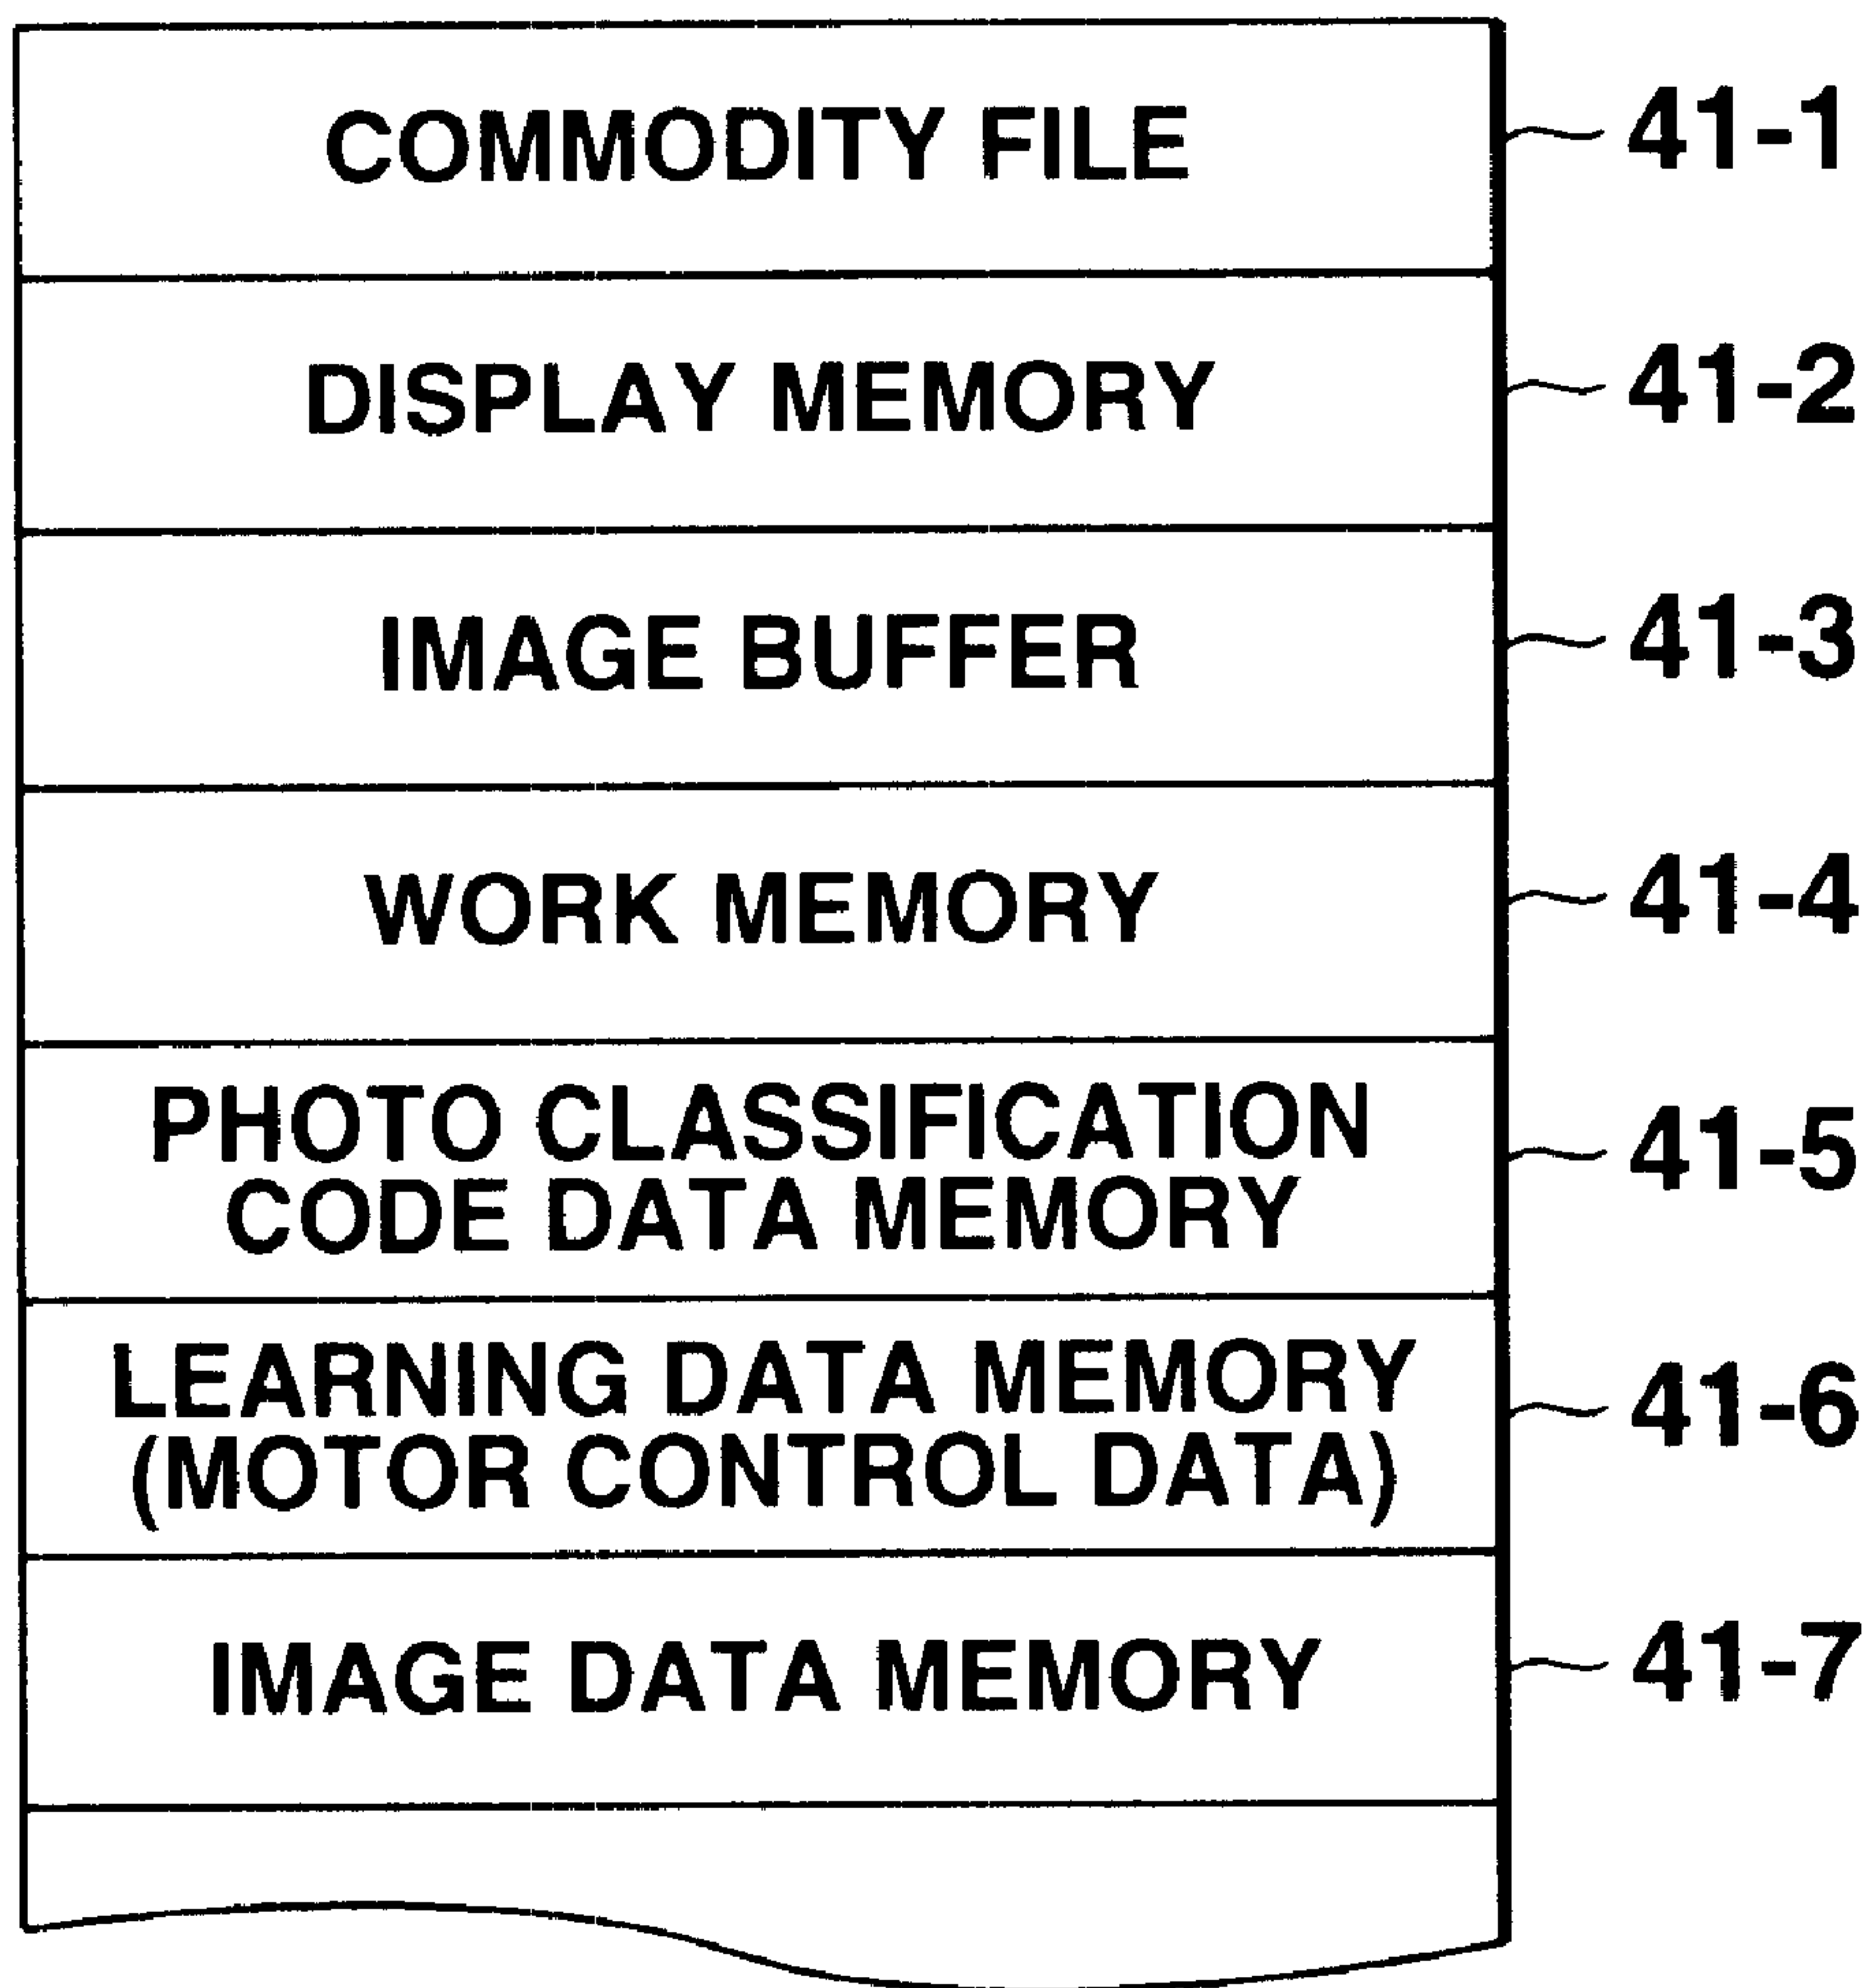 COMMODITY FILE 41-1
DISPLAY MEMORY 41-2
IMAGE BUFFER 41-3
WORK MEMORY 41-4
PHOTO CLASSIFICATION
CODE DATA MEMORY 41-5
LEARNING DATA MEMORY
(MOTOR CONTROL DATA) 41-6
IMAGE DATA MEMORY 41-7